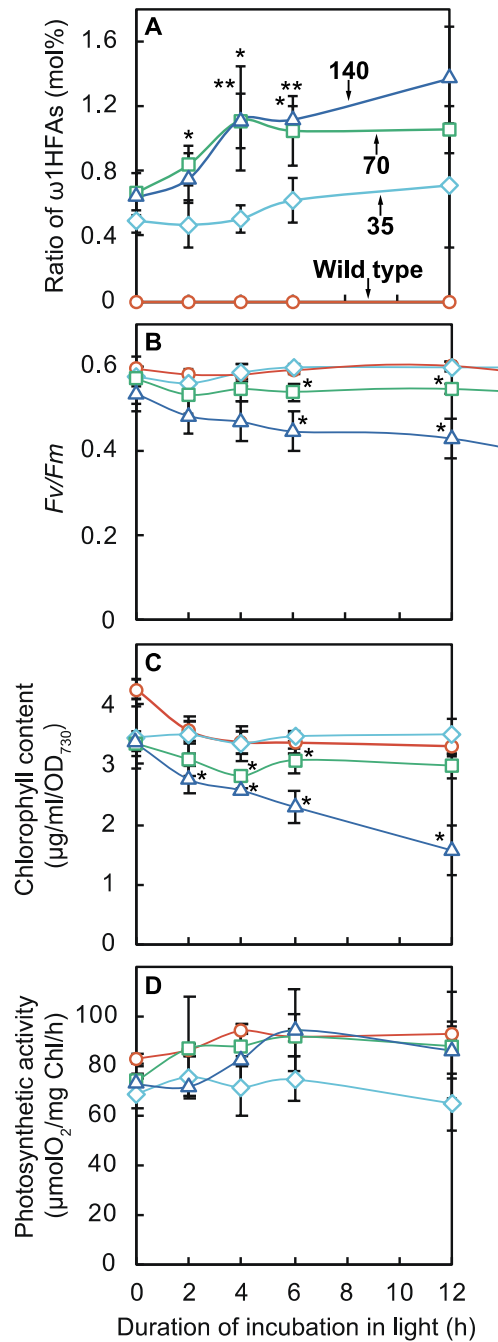 A
1.6
1.2
0.8
0.4
0
Ratio of ω1HFAs (mol%)
*
**
*
**
*
140
70
35
Wild type
B
0.6
0.4
0.2
0
Fv/Fm
*
*
*
*
C
4
3
2
1
0
Chlorophyll content
(µg/ml/OD730)
*
*
*
*
*
*
D
100
80
60
40
20
0
Photosynthetic activity
(µmolO2/mg Chl/h)
0 2 4 6 8 10 12
Duration of incubation in light (h)